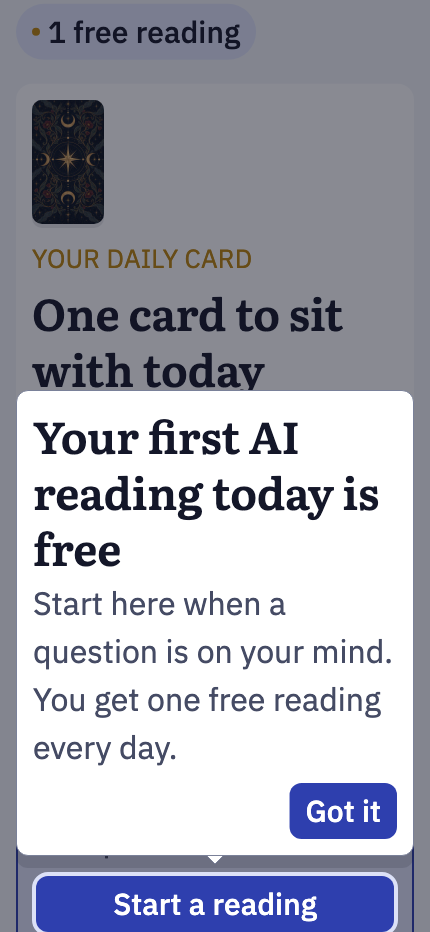 1 free reading
YOUR DAILY CARD
One card to sit
with today
Your first AI
reading today is
free
Start here when a
question is on your mind.
You get one free reading
every day.
Got it
Start a reading